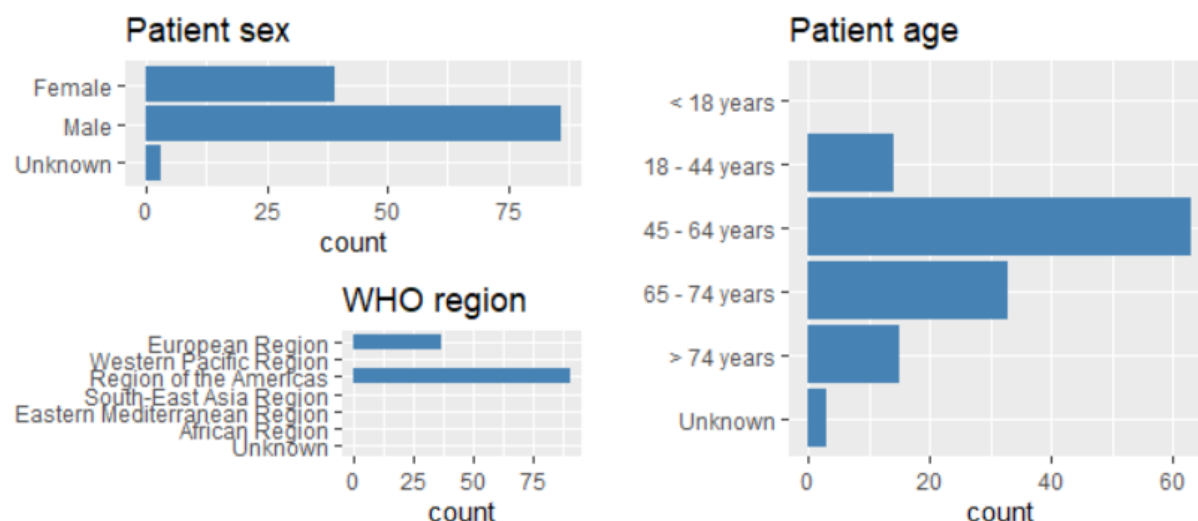 Patient sex
Female
Male
Unknown
0 25 50 75
count
WHO region
European Region
Western Pacific Region
Region of the Americas
South-East Asia Region
Eastern Mediterranean Region
African Region
Unknown
0 25 50 75
count
Patient age
< 18 years
18 - 44 years
45 - 64 years
65 - 74 years
> 74 years
Unknown
0 20 40 60
count